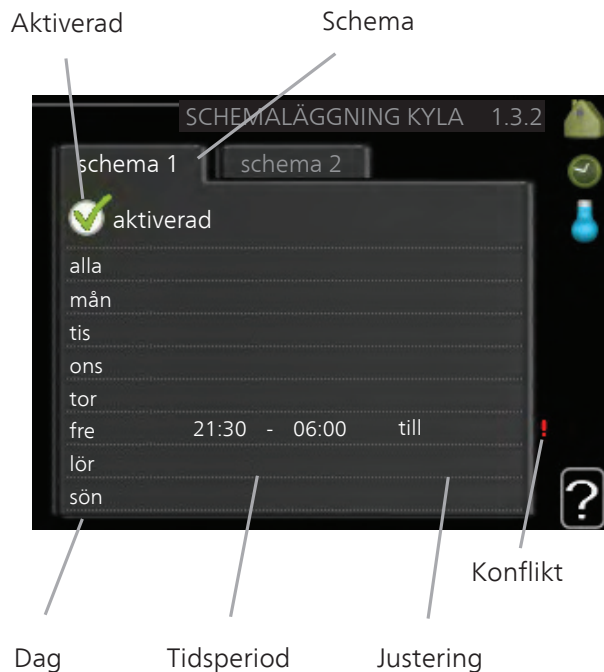 Aktiverad Schema
SCHEMALÄGGNING KYLA 1.3.2
schema 1 schema 2
aktiverad
alla
mån
tis
ons
tor
fre 21:30 - 06:00 till !
lör
sön
?
Konflikt
Dag Tidsperiod Justering